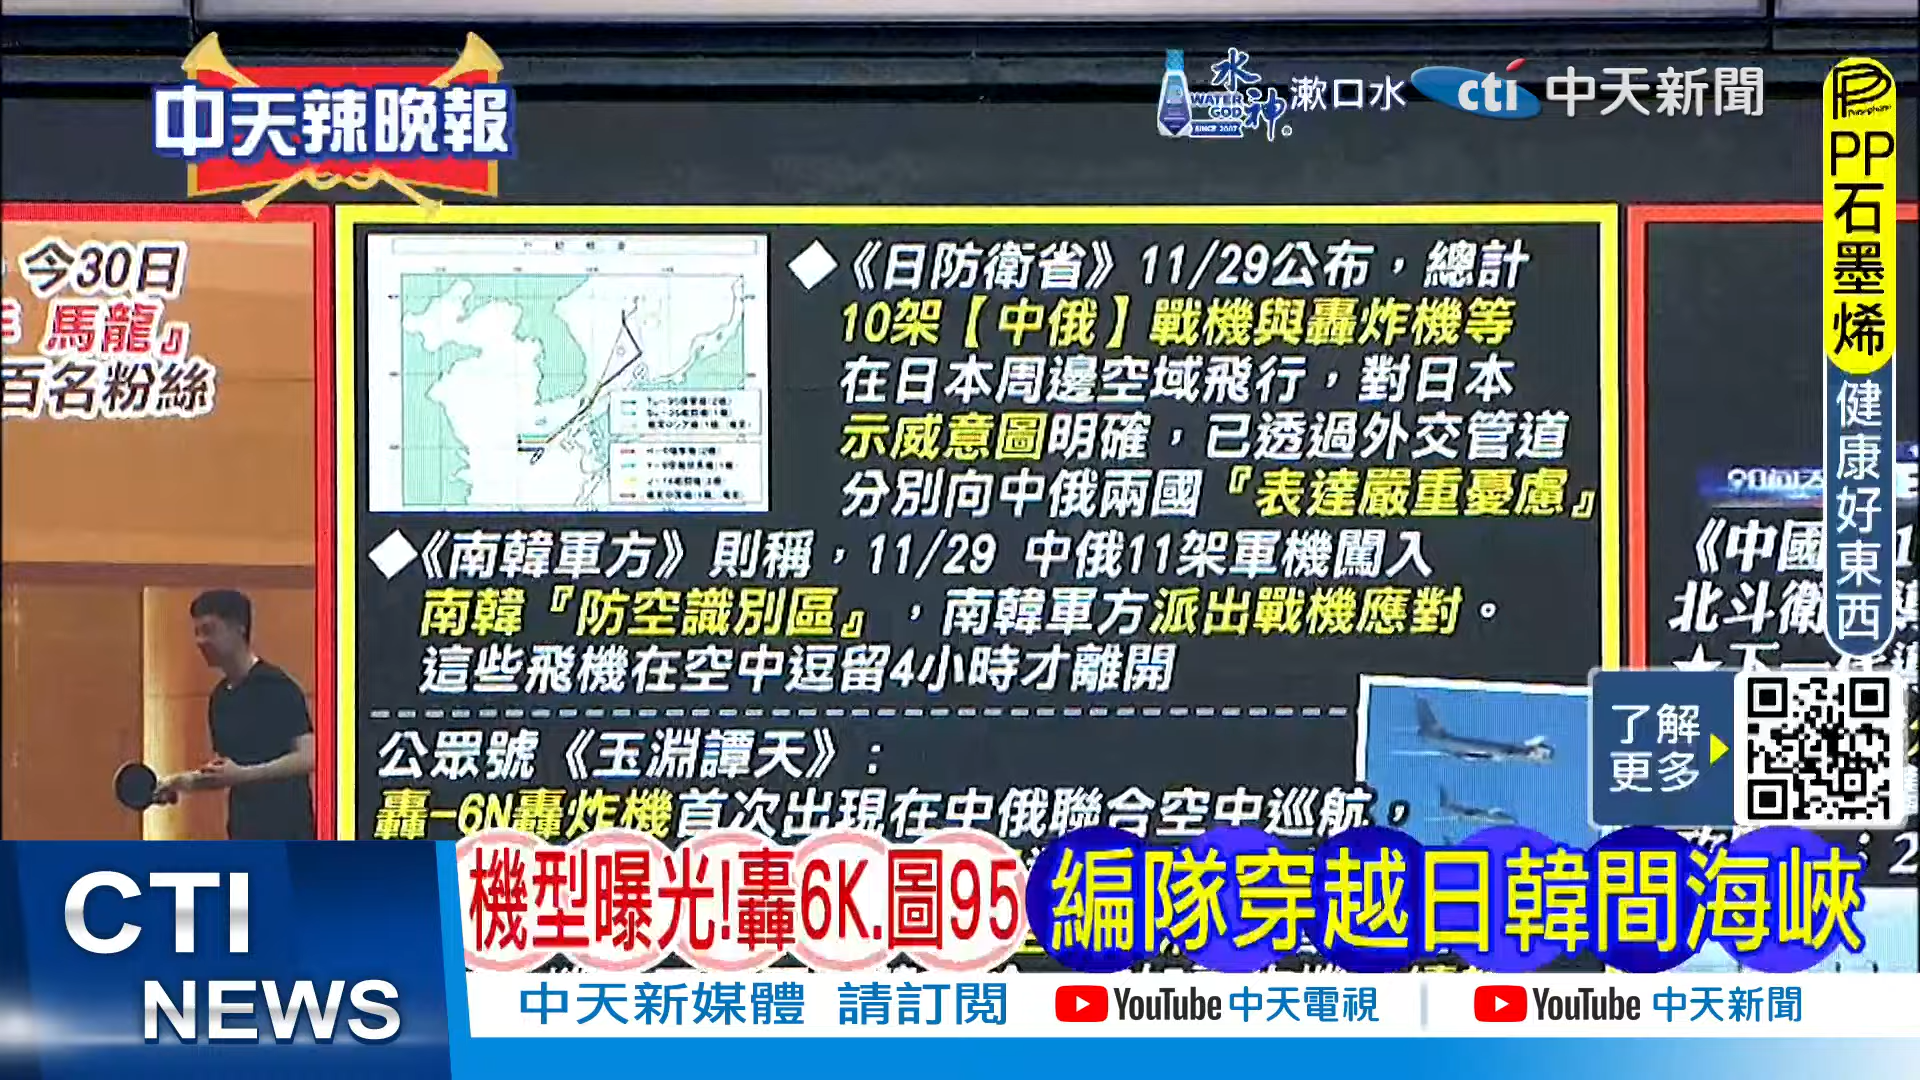 中天辣晚報
水神
WATER GOD
SINCE 2007
漱口水
cti 中天新聞
PP石墨烯
健康好東西
今30日
馬龍』
百名粉絲
◆《日防衛省》11/29公布，總計
10架【中俄】戰機與轟炸機等
在日本周邊空域飛行，對日本
示威意圖明確，已透過外交管道
分別向中俄兩國『表達嚴重憂慮』
◆《南韓軍方》則稱，11/29 中俄11架軍機闖入
南韓『防空識別區』，南韓軍方派出戰機應對。
這些飛機在空中逗留4小時才離開
公眾號《玉淵譚天》：
轟-6N轟炸機首次出現在中俄聯合空中巡航，
《中國
北斗衛
★下一
了解
更多
機型曝光!轟6K.圖95 編隊穿越日韓間海峽
CTI
NEWS
中天新媒體 請訂閱 YouTube 中天電視 YouTube 中天新聞